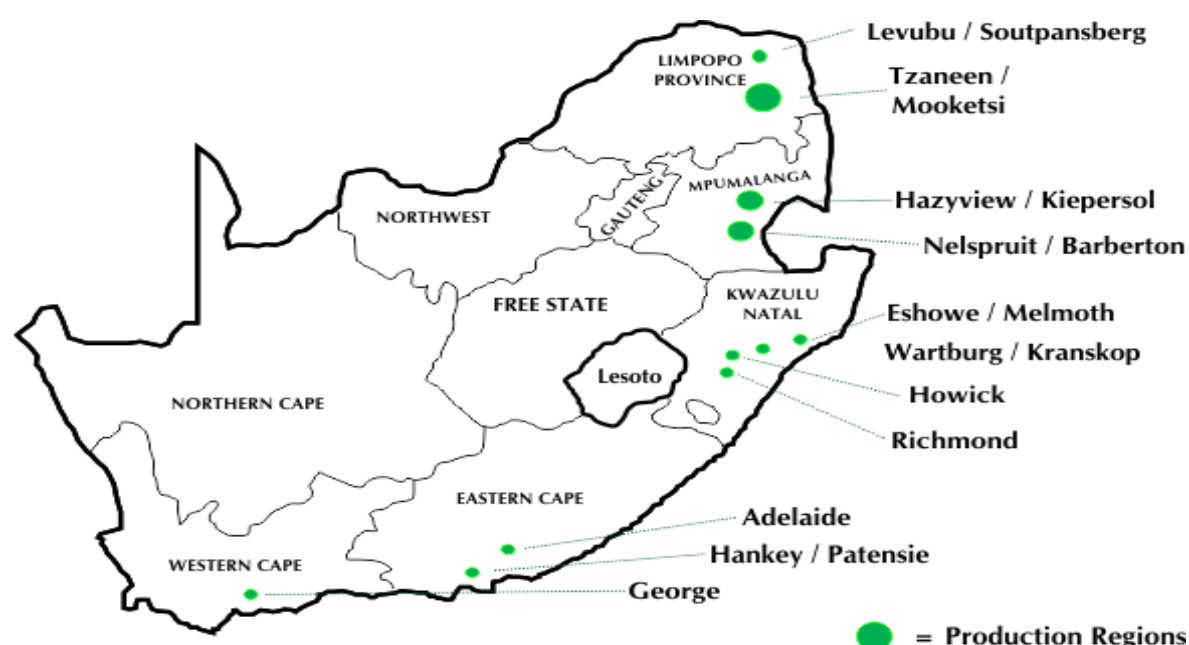 Levubu / Soutpansberg
LIMPOPO
PROVINCE
Tzaneen /
Mooketsi
MPUMALANGA
GAUTENG
NORTHWEST
Hazyview / Kiepersol
Nelspruit / Barberton
FREE STATE
KWAZULU
NATAL
Eshowe / Melmoth
Wartburg / Kranskop
Lesoto
Howick
NORTHERN CAPE
Richmond
EASTERN CAPE
Adelaide
Hankey / Patensie
WESTERN CAPE
George
= Production Regions